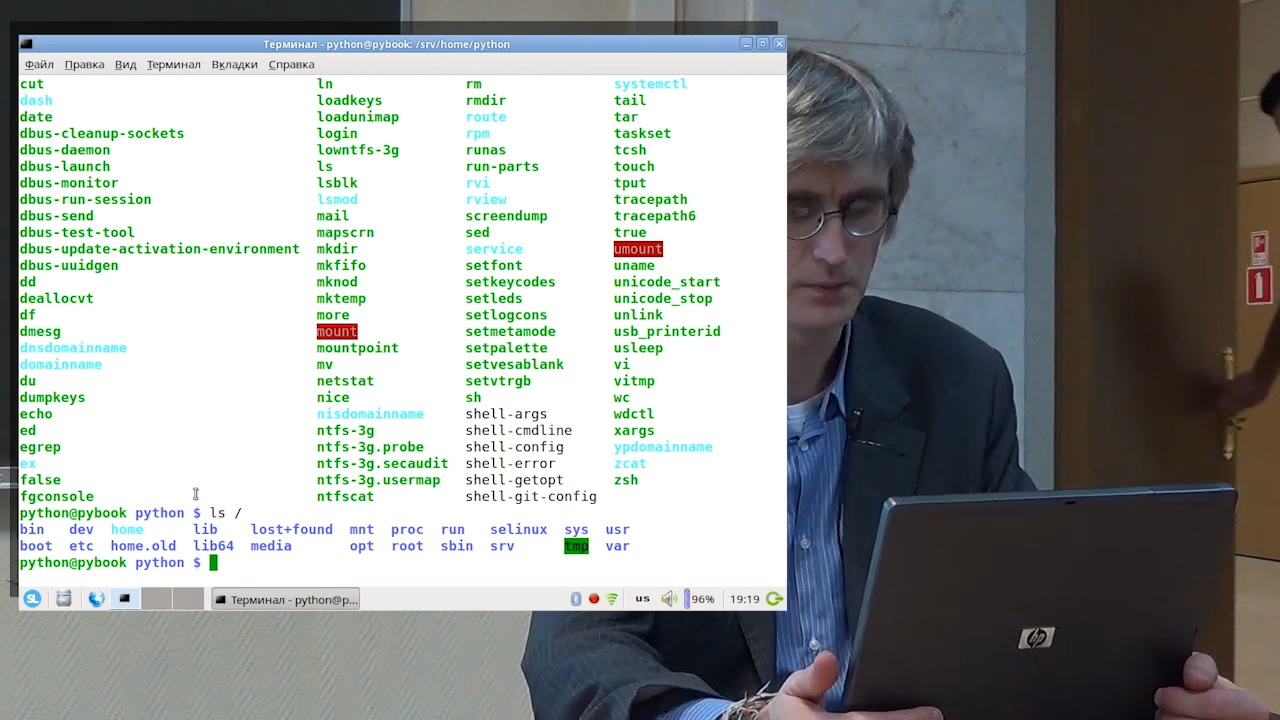 Терминал - python@pybook: /srv/home/python
Файл Правка Вид Терминал Вкладки Справка
cut ln rm systemctl
dash loadkeys rmdir tail
date loadunimap route tar
dbus-cleanup-sockets login rpm taskset
dbus-daemon lowntfs-3g runas tcsh
dbus-launch ls run-parts touch
dbus-monitor lsblk rvi tput
dbus-run-session lsmod rview tracepath
dbus-send mail screendump tracepath6
dbus-test-tool mapscrn sed true
dbus-update-activation-environment mkdir service umount
dbus-uuidgen mkfifo setfont uname
dd mknod setkeycodes unicode_start
deallocvt mktemp setleds unicode_stop
df more setlogcons unlink
dmesg mount setmetamode usb_printerid
dnsdomainname mountpoint setpalette usleep
domainname mv setvesablank vi
du netstat setvtrgb vitmp
dumpkeys nice sh wc
echo nisdomainname shell-args wdctl
ed ntfs-3g shell-cmdline xargs
egrep ntfs-3g.probe shell-config ypdomainname
ex ntfs-3g.secaudit shell-error zcat
false ntfs-3g.usermap shell-getopt zsh
fgconsole ntfscat shell-git-config
python@pybook python $ ls /
bin dev home lib lost+found mnt proc run selinux sys usr
boot etc home.old lib64 media opt root sbin srv tmp var
python@pybook python $
SL Терминал - python@p... us 96% 19:19
hp